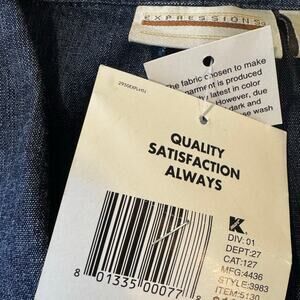 EXPRESSIONS
the fabric chosen to make
garment is produced
latest in color
However, due
dark and
se wash
QUALITY
SATISFACTION
ALWAYS
K
DIV: 01
DEPT:27
CAT:127
MFG:4436
STYLE:3983
ITEM:5130
8 01335 00077